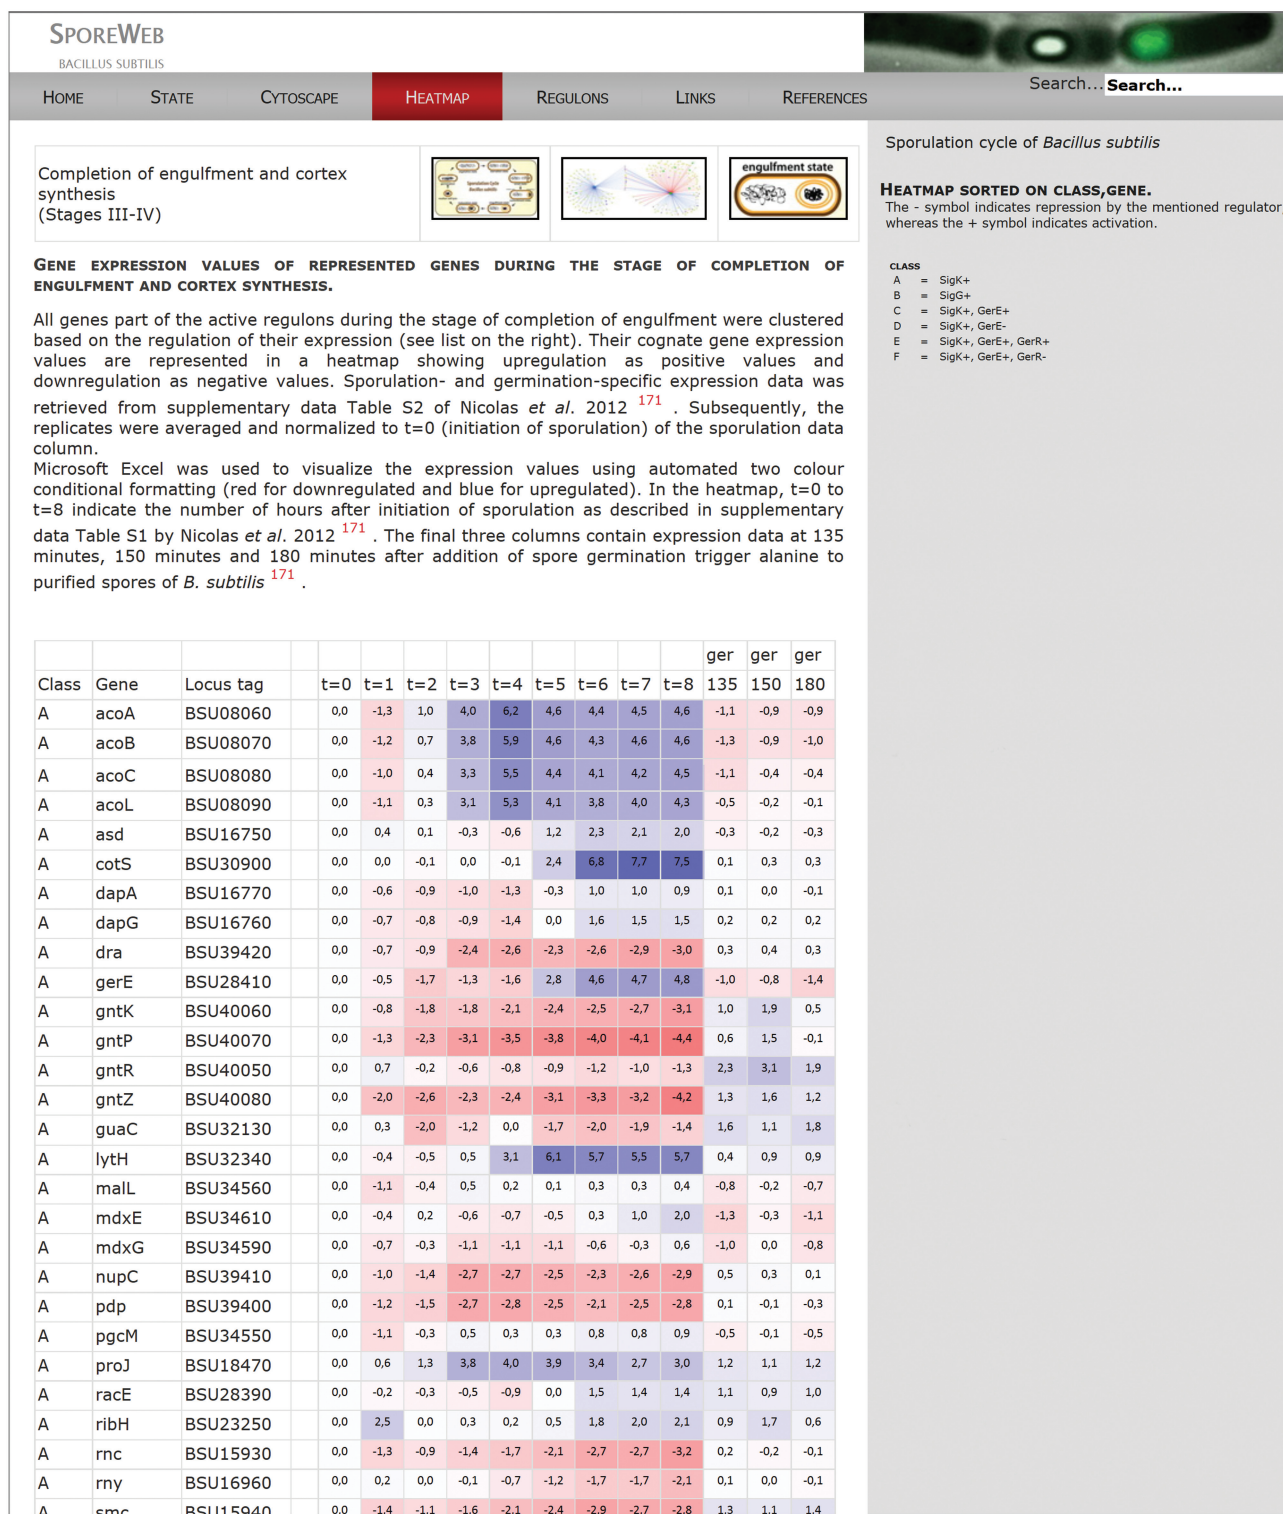 SPOREWEB
BACILLUS SUBTILIS
Search... Search...
HOME STATE CYTOSCAPE HEATMAP REGULONS LINKS REFERENCES
Completion of engulfment and cortex
synthesis
(Stages III-IV)
Sporulation Cycle
Bacillus subtilis
engulfment state
GENE EXPRESSION VALUES OF REPRESENTED GENES DURING THE STAGE OF COMPLETION OF
ENGULFMENT AND CORTEX SYNTHESIS.
All genes part of the active regulons during the stage of completion of engulfment were clustered
based on the regulation of their expression (see list on the right). Their cognate gene expression
values are represented in a heatmap showing upregulation as positive values and
downregulation as negative values. Sporulation- and germination-specific expression data was
retrieved from supplementary data Table S2 of Nicolas et al. 2012 171 . Subsequently, the
replicates were averaged and normalized to t=0 (initiation of sporulation) of the sporulation data
column.
Microsoft Excel was used to visualize the expression values using automated two colour
conditional formatting (red for downregulated and blue for upregulated). In the heatmap, t=0 to
t=8 indicate the number of hours after initiation of sporulation as described in supplementary
data Table S1 by Nicolas et al. 2012 171 . The final three columns contain expression data at 135
minutes, 150 minutes and 180 minutes after addition of spore germination trigger alanine to
purified spores of B. subtilis 171 .
Sporulation cycle of Bacillus subtilis
HEATMAP SORTED ON CLASS,GENE.
The - symbol indicates repression by the mentioned regulator,
whereas the + symbol indicates activation.
CLASS
A = SigK+
B = SigG+
C = SigK+, GerE+
D = SigK+, GerE-
E = SigK+, GerE+, GerR+
F = SigK+, GerE+, GerR-
ger ger ger
Class Gene Locus tag t=0 t=1 t=2 t=3 t=4 t=5 t=6 t=7 t=8 135 150 180
A acoA BSU08060 0,0 -1,3 1,0 4,0 6,2 4,6 4,4 4,5 4,6 -1,1 -0,9 -0,9
A acoB BSU08070 0,0 -1,2 0,7 3,8 5,9 4,6 4,3 4,6 4,6 -1,3 -0,9 -1,0
A acoC BSU08080 0,0 -1,0 0,4 3,3 5,5 4,4 4,1 4,2 4,5 -1,1 -0,4 -0,4
A acoL BSU08090 0,0 -1,1 0,3 3,1 5,3 4,1 3,8 4,0 4,3 -0,5 -0,2 -0,1
A asd BSU16750 0,0 0,4 0,1 -0,3 -0,6 1,2 2,3 2,1 2,0 -0,3 -0,2 -0,3
A cotS BSU30900 0,0 0,0 -0,1 0,0 -0,1 2,4 6,8 7,7 7,5 0,1 0,3 0,3
A dapA BSU16770 0,0 -0,6 -0,9 -1,0 -1,3 -0,3 1,0 1,0 0,9 0,1 0,0 -0,1
A dapG BSU16760 0,0 -0,7 -0,8 -0,9 -1,4 0,0 1,6 1,5 1,5 0,2 0,2 0,2
A dra BSU39420 0,0 -0,7 -0,9 -2,4 -2,6 -2,3 -2,6 -2,9 -3,0 0,3 0,4 0,3
A gerE BSU28410 0,0 -0,5 -1,7 -1,3 -1,6 2,8 4,6 4,7 4,8 -1,0 -0,8 -1,4
A gntK BSU40060 0,0 -0,8 -1,8 -1,8 -2,1 -2,4 -2,5 -2,7 -3,1 1,0 1,9 0,5
A gntP BSU40070 0,0 -1,3 -2,3 -3,1 -3,5 -3,8 -4,0 -4,1 -4,4 0,6 1,5 -0,1
A gntR BSU40050 0,0 0,7 -0,2 -0,6 -0,8 -0,9 -1,2 -1,0 -1,3 2,3 3,1 1,9
A gntZ BSU40080 0,0 -2,0 -2,6 -2,3 -2,4 -3,1 -3,3 -3,2 -4,2 1,3 1,6 1,2
A guaC BSU32130 0,0 0,3 -2,0 -1,2 0,0 -1,7 -2,0 -1,9 -1,4 1,6 1,1 1,8
A lytH BSU32340 0,0 -0,4 -0,5 0,5 3,1 6,1 5,7 5,5 5,7 0,4 0,9 0,9
A malL BSU34560 0,0 -1,1 -0,4 0,5 0,2 0,1 0,3 0,3 0,4 -0,8 -0,2 -0,7
A mdxE BSU34610 0,0 -0,4 0,2 -0,6 -0,7 -0,5 0,3 1,0 2,0 -1,3 -0,3 -1,1
A mdxG BSU34590 0,0 -0,7 -0,3 -1,1 -1,1 -1,1 -0,6 -0,3 0,6 -1,0 0,0 -0,8
A nupC BSU39410 0,0 -1,0 -1,4 -2,7 -2,7 -2,5 -2,3 -2,6 -2,9 0,5 0,3 0,1
A pdp BSU39400 0,0 -1,2 -1,5 -2,7 -2,8 -2,5 -2,1 -2,5 -2,8 0,1 -0,1 -0,3
A pgcM BSU34550 0,0 -1,1 -0,3 0,5 0,3 0,3 0,8 0,8 0,9 -0,5 -0,1 -0,5
A proJ BSU18470 0,0 0,6 1,3 3,8 4,0 3,9 3,4 2,7 3,0 1,2 1,1 1,2
A racE BSU28390 0,0 -0,2 -0,3 -0,5 -0,9 0,0 1,5 1,4 1,4 1,1 0,9 1,0
A ribH BSU23250 0,0 2,5 0,0 0,3 0,2 0,5 1,8 2,0 2,1 0,9 1,7 0,6
A rnc BSU15930 0,0 -1,3 -0,9 -1,4 -1,7 -2,1 -2,7 -2,7 -3,2 0,2 -0,2 -0,1
A rny BSU16960 0,0 0,2 0,0 -0,1 -0,7 -1,2 -1,7 -1,7 -2,1 0,1 0,0 -0,1
A smc BSU15940 0,0 -1,4 -1,1 -1,6 -2,1 -2,4 -2,9 -2,7 -2,8 1,3 1,1 1,4